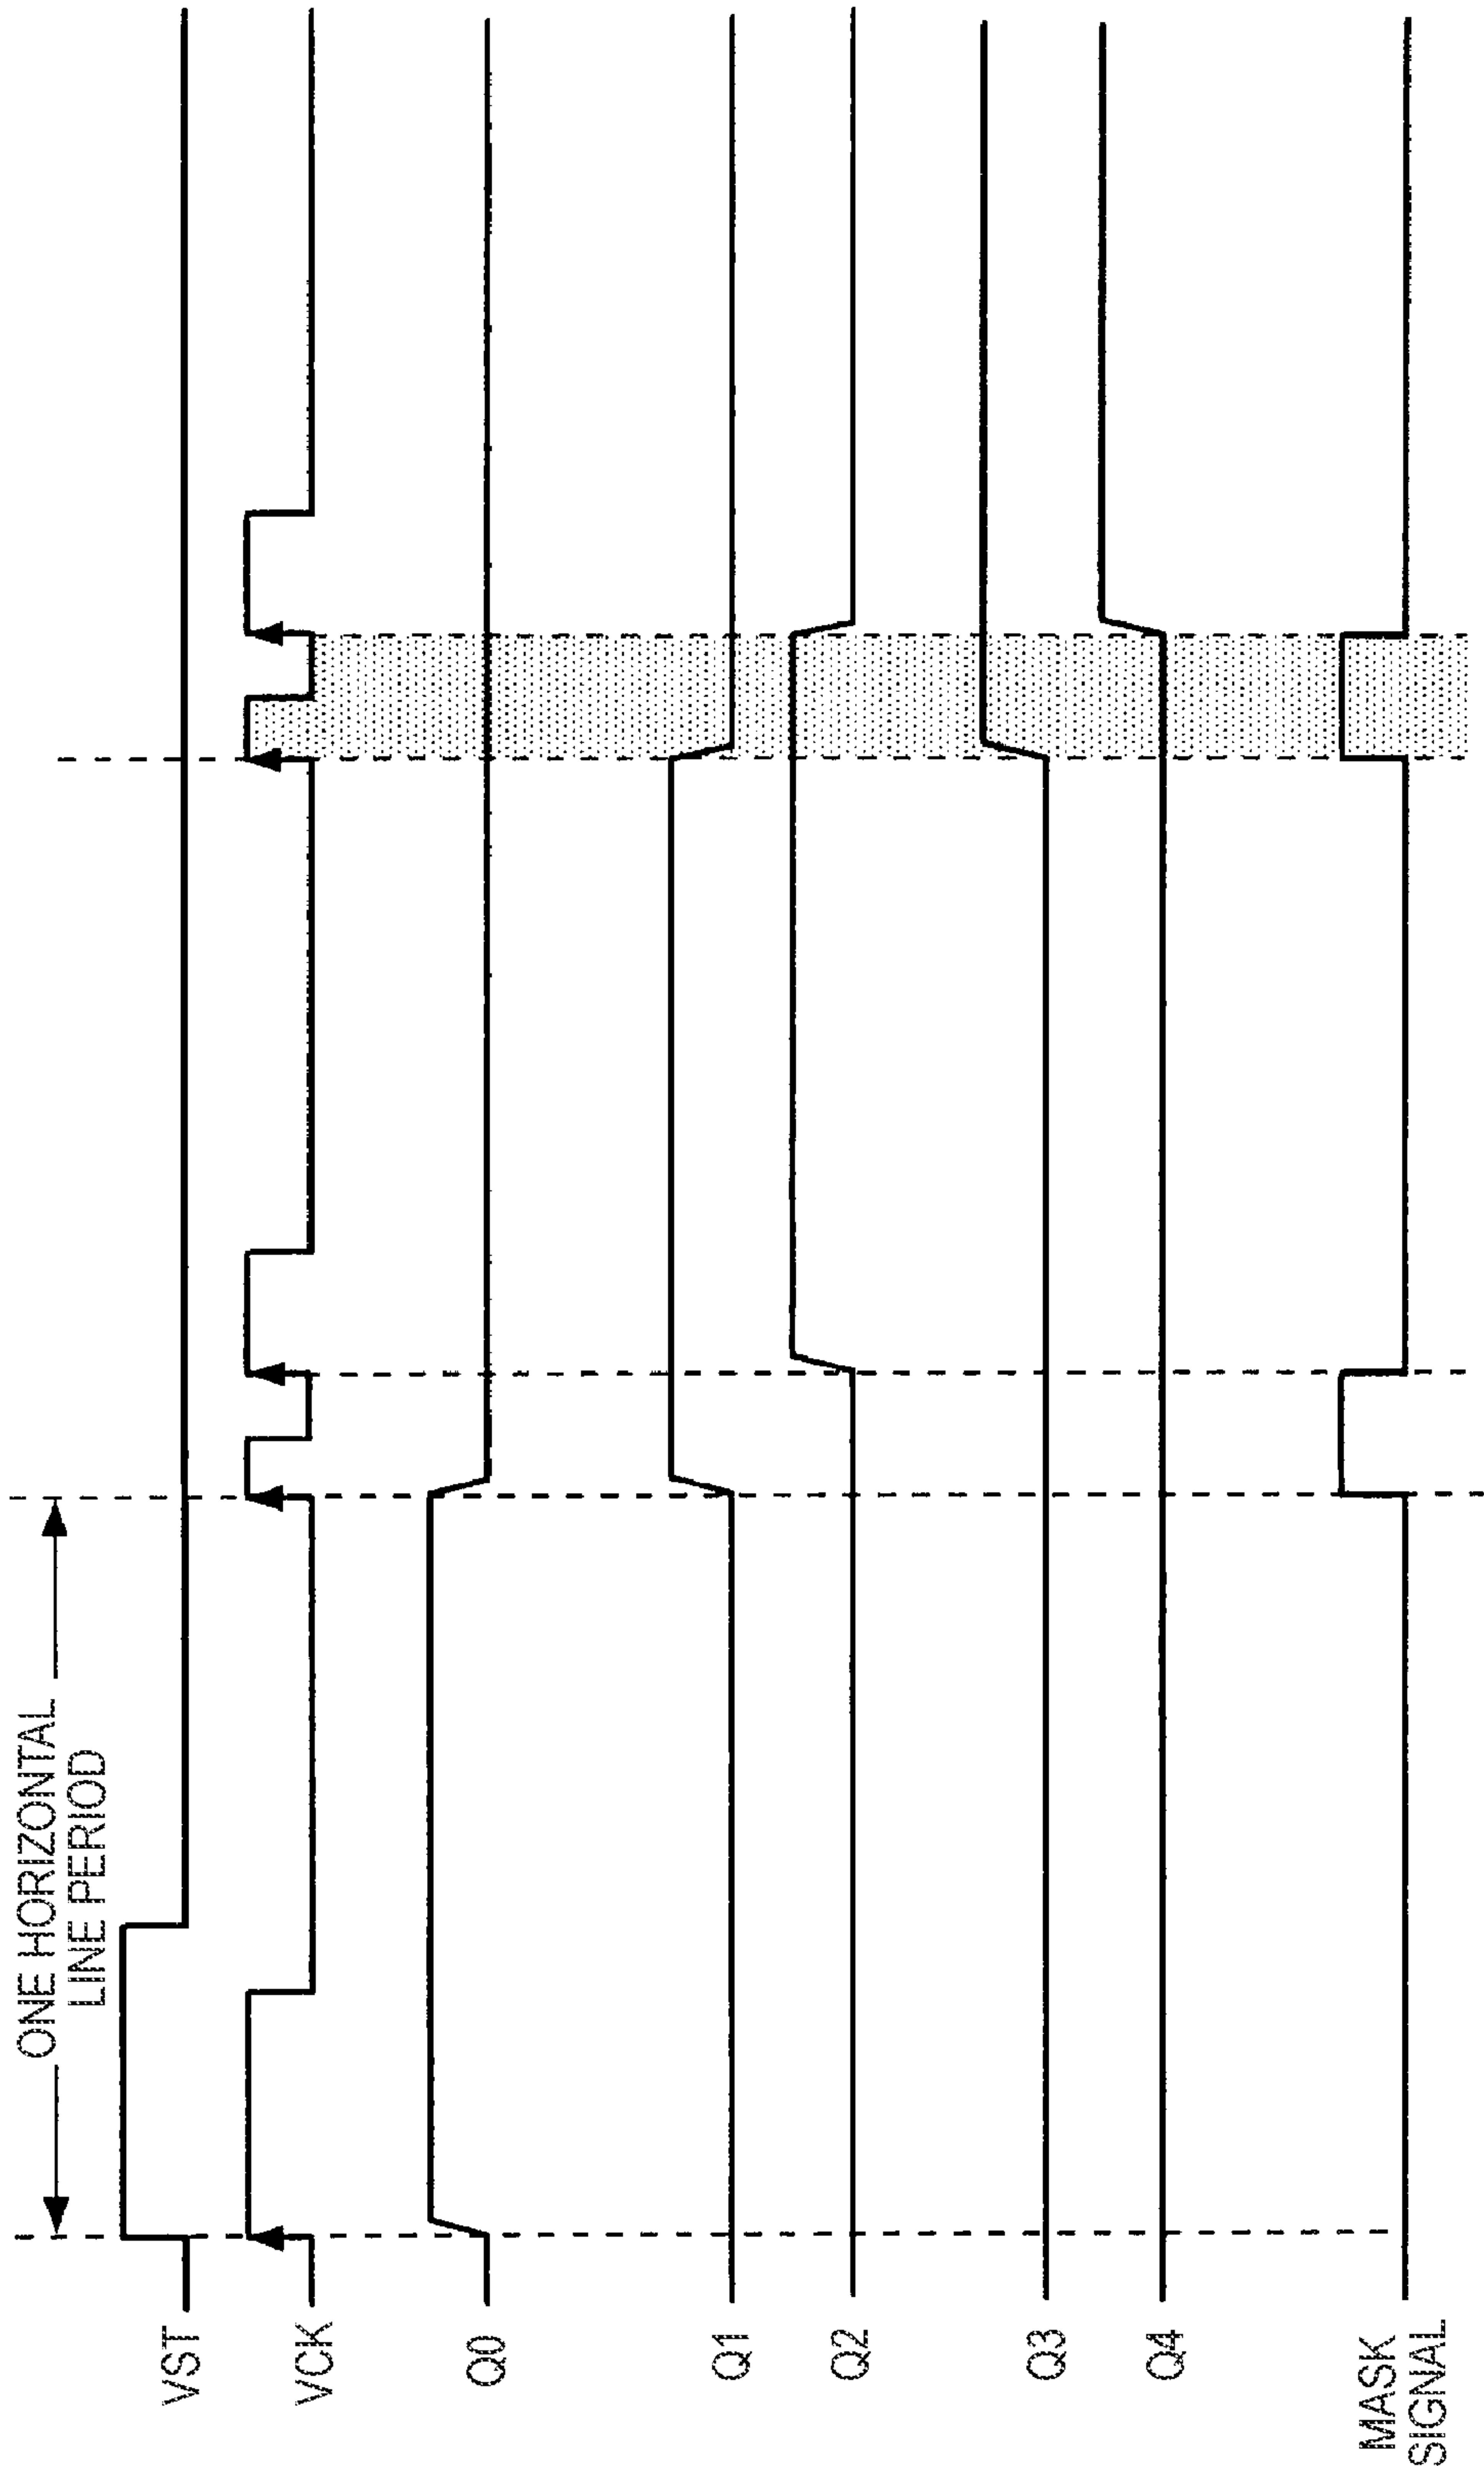 ONE HORIZONTAL
LINE PERIOD
VST
VCK
Q0
Q1
Q2
Q3
Q4
MASK
SIGNAL